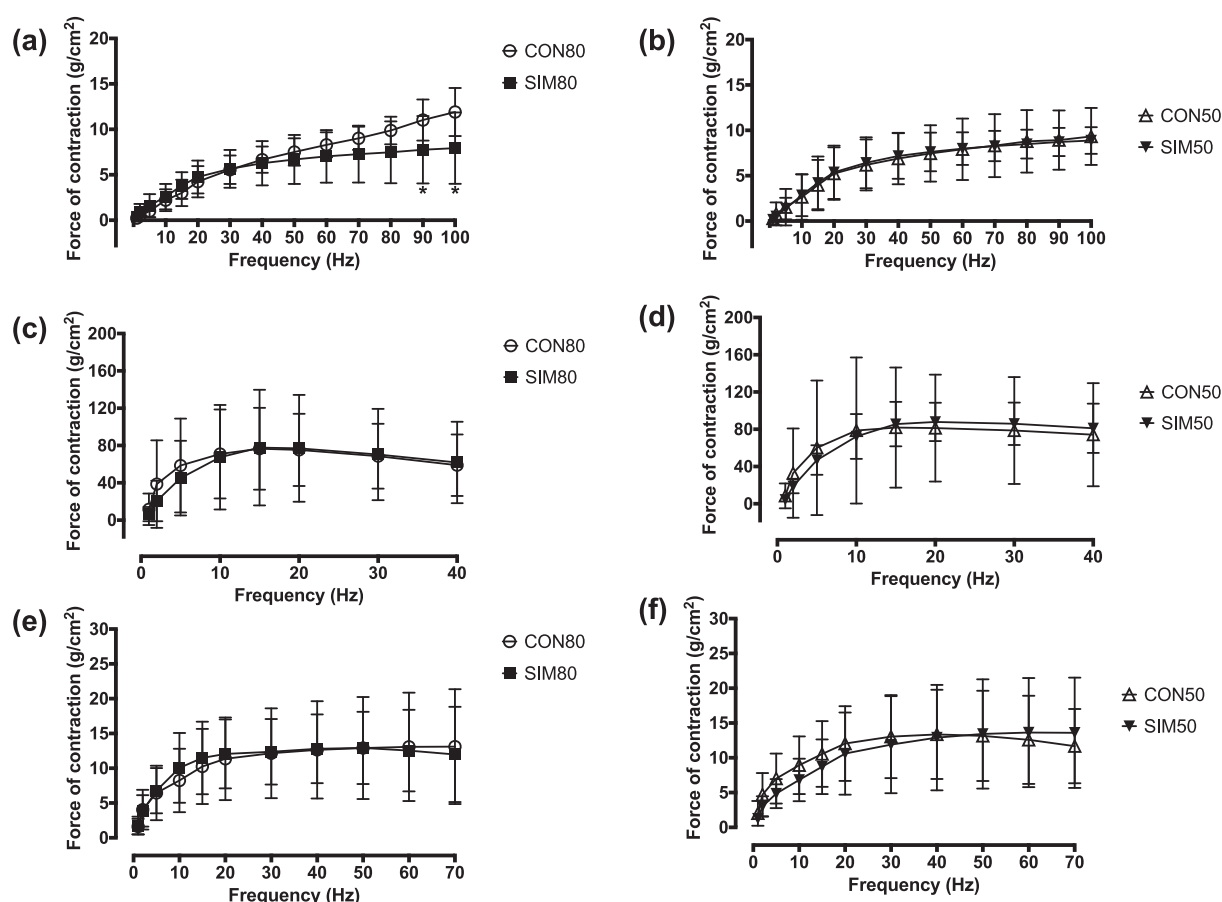 (a)
Force of contraction (g/cm²)
20
15
10
5
0
10 20 30 40 50 60 70 80 90 100
Frequency (Hz)
* *
CON80
SIM80
(b)
Force of contraction (g/cm²)
20
15
10
5
0
10 20 30 40 50 60 70 80 90 100
Frequency (Hz)
CON50
SIM50
(c)
Force of contraction (g/cm²)
200
160
120
80
40
0
0 10 20 30 40
Frequency (Hz)
CON80
SIM80
(d)
Force of contraction (g/cm²)
200
160
120
80
40
0
0 10 20 30 40
Frequency (Hz)
CON50
SIM50
(e)
Force of contraction (g/cm²)
30
25
20
15
10
5
0
0 10 20 30 40 50 60 70
Frequency (Hz)
CON80
SIM80
(f)
Force of contraction (g/cm²)
30
25
20
15
10
5
0
0 10 20 30 40 50 60 70
Frequency (Hz)
CON50
SIM50